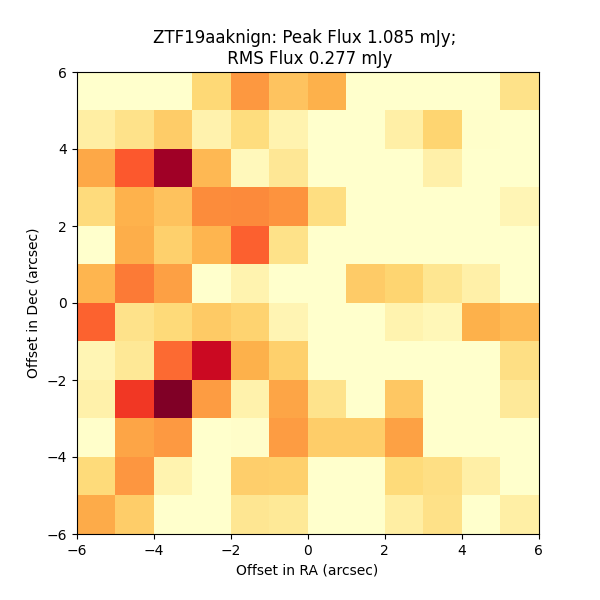 ZTF19aaknign: Peak Flux 1.085 mJy;
RMS Flux 0.277 mJy
6
4
2
0
−2
−4
−6
Offset in Dec (arcsec)
−6 −4 −2 0 2 4 6
Offset in RA (arcsec)